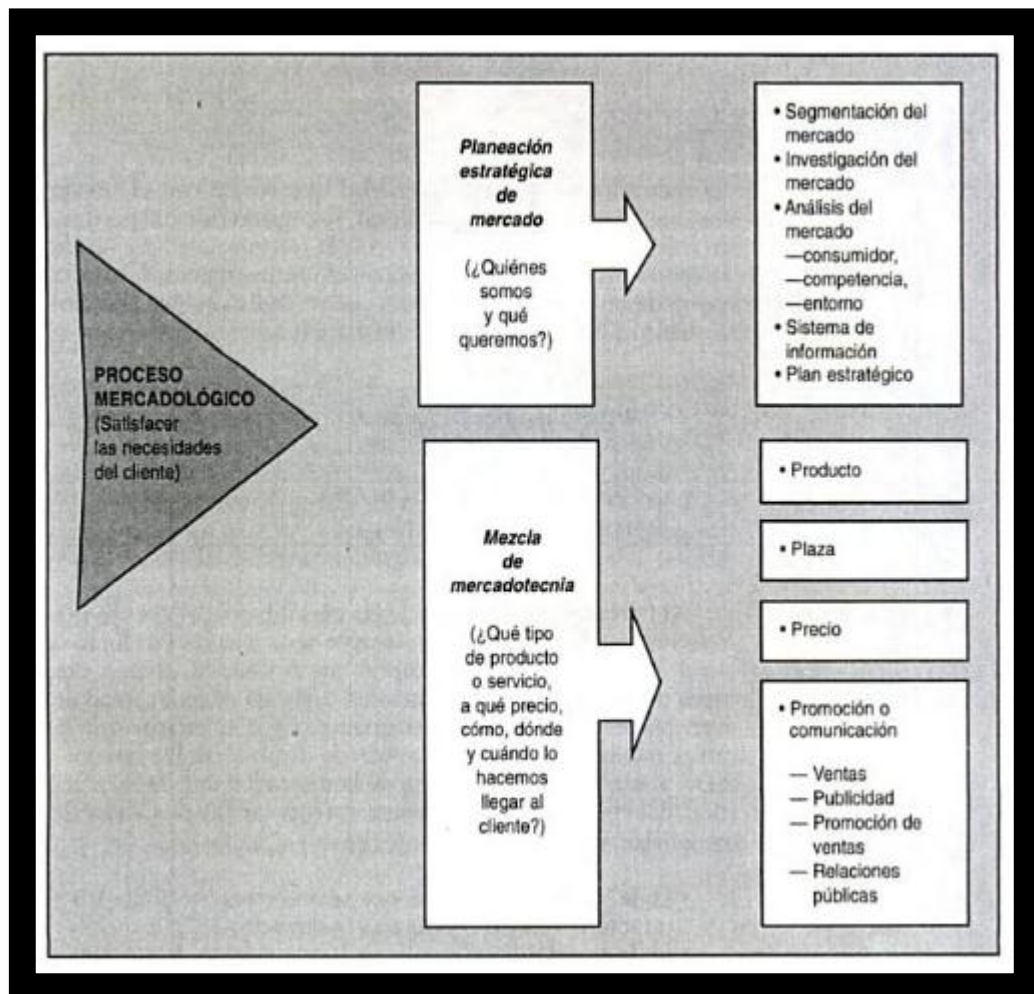 PROCESO
MERCADOLÓGICO
(Satisfacer
las necesidades
del cliente)
Planeación
estratégica
de
mercado
(¿Quiénes
somos
y qué
queremos?)
• Segmentación del
mercado
• Investigación del
mercado
• Análisis del
mercado
—consumidor,
—competencia,
—entorno
• Sistema de
información
• Plan estratégico
Mezcla
de
mercadotecnia
(¿Qué tipo
de producto
o servicio,
a qué precio,
cómo, dónde
y cuándo lo
hacemos
llegar al
cliente?)
• Producto
• Plaza
• Precio
• Promoción o
comunicación
— Ventas
— Publicidad
— Promoción de
ventas
— Relaciones
públicas